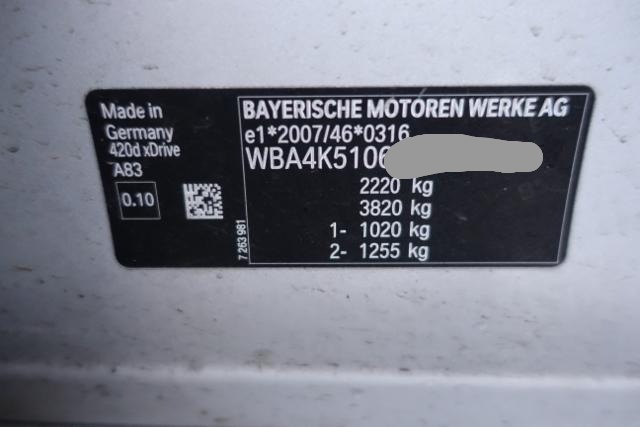 Made in
Germany
420d xDrive
A83
0.10
7 263 981
BAYERISCHE MOTOREN WERKE AG
e1*2007/46*0316
WBA4K5106
2220 kg
3820 kg
1- 1020 kg
2- 1255 kg